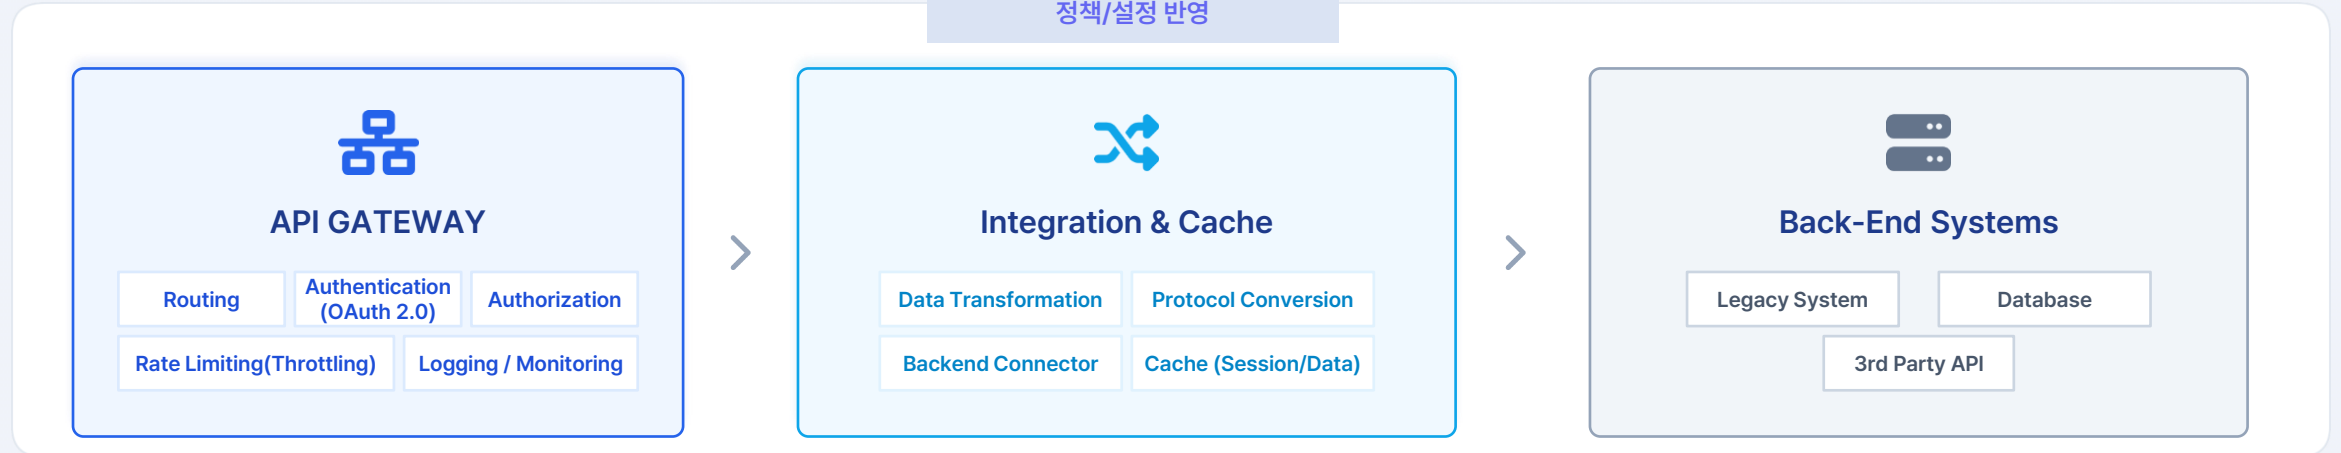 정책/설정 반영
API GATEWAY
Routing
Authentication
(OAuth 2.0)
Authorization
Rate Limiting(Throttling)
Logging / Monitoring
Integration & Cache
Data Transformation
Protocol Conversion
Backend Connector
Cache (Session/Data)
Back-End Systems
Legacy System
Database
3rd Party API